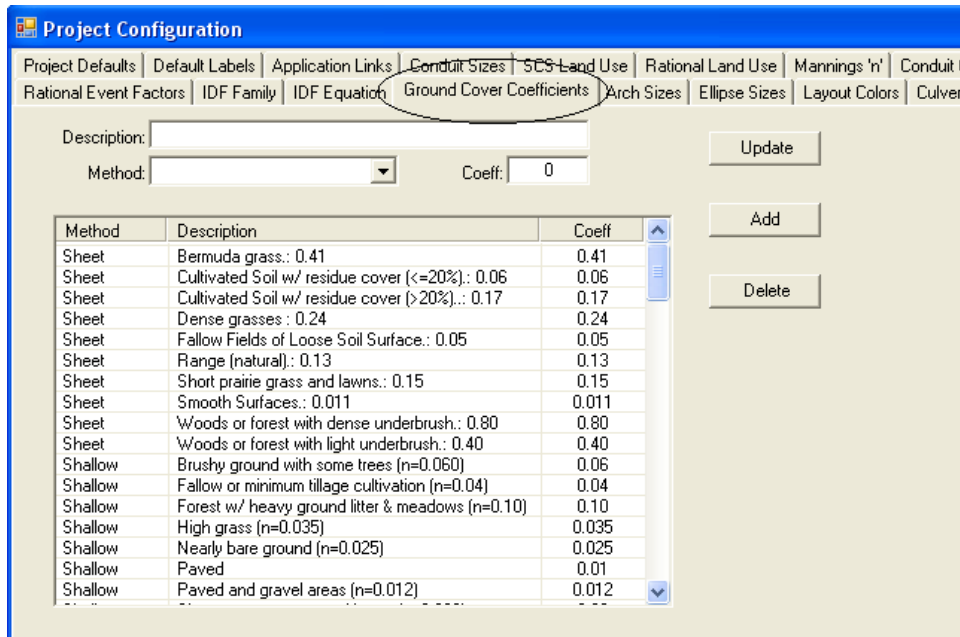 Project Configuration
Project Defaults Default Labels Application Links Conduit Sizes SCS Land Use Rational Land Use Mannings 'n' Conduit
Rational Event Factors IDF Family IDF Equation Ground Cover Coefficients Arch Sizes Ellipse Sizes Layout Colors Culver
Description:
Update
Method: Coeff: 0
Add
Delete
Method Description Coeff
Sheet Bermuda grass.: 0.41 0.41
Sheet Cultivated Soil w/ residue cover (<=20%).: 0.06 0.06
Sheet Cultivated Soil w/ residue cover (>20%)..: 0.17 0.17
Sheet Dense grasses : 0.24 0.24
Sheet Fallow Fields of Loose Soil Surface.: 0.05 0.05
Sheet Range (natural).: 0.13 0.13
Sheet Short prairie grass and lawns.: 0.15 0.15
Sheet Smooth Surfaces.: 0.011 0.011
Sheet Woods or forest with dense underbrush.: 0.80 0.80
Sheet Woods or forest with light underbrush.: 0.40 0.40
Shallow Brushy ground with some trees (n=0.060) 0.06
Shallow Fallow or minimum tillage cultivation (n=0.04) 0.04
Shallow Forest w/ heavy ground litter & meadows (n=0.10) 0.10
Shallow High grass (n=0.035) 0.035
Shallow Nearly bare ground (n=0.025) 0.025
Shallow Paved 0.01
Shallow Paved and gravel areas (n=0.012) 0.012